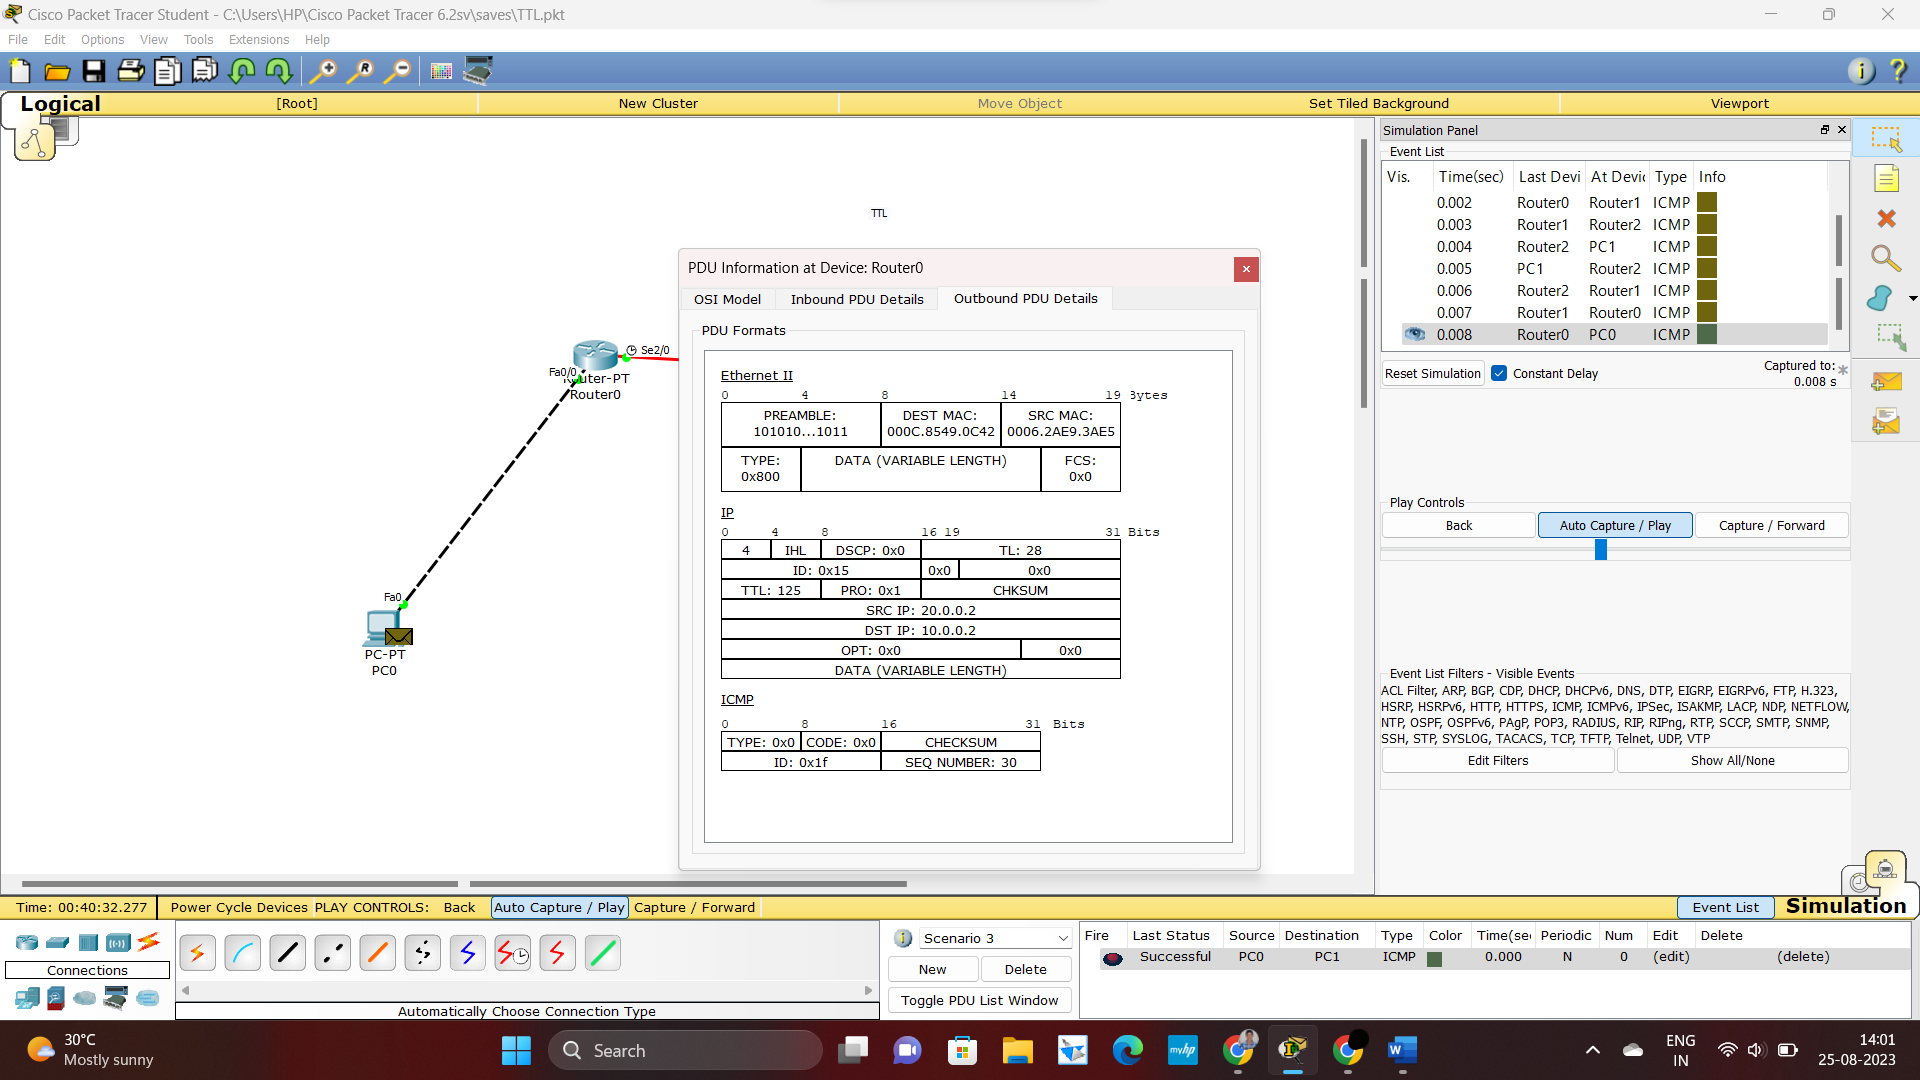 Cisco Packet Tracer Student - C:\Users\HP\Cisco Packet Tracer 6.2sv\saves\TTL.pkt
File Edit Options View Tools Extensions Help
Logical [Root] New Cluster Move Object Set Tiled Background Viewport
TTL
Se2/0
Fa0/0
Router-PT
Router0
Fa0
PC-PT
PC0
PDU Information at Device: Router0
OSI Model Inbound PDU Details Outbound PDU Details
PDU Formats
Ethernet II
0 4 8 14 19 Bytes
PREAMBLE: DEST MAC: SRC MAC:
101010...1011 000C.8549.0C42 0006.2AE9.3AE5
TYPE: DATA (VARIABLE LENGTH) FCS:
0x800 0x0
IP
0 4 8 16 19 31 Bits
4 IHL DSCP: 0x0 TL: 28
ID: 0x15 0x0 0x0
TTL: 125 PRO: 0x1 CHKSUM
SRC IP: 20.0.0.2
DST IP: 10.0.0.2
OPT: 0x0 0x0
DATA (VARIABLE LENGTH)
ICMP
0 8 16 31 Bits
TYPE: 0x0 CODE: 0x0 CHECKSUM
ID: 0x1f SEQ NUMBER: 30
Simulation Panel
Event List
Vis. Time(sec) Last Devi At Devic Type Info
0.002 Router0 Router1 ICMP
0.003 Router1 Router2 ICMP
0.004 Router2 PC1 ICMP
0.005 PC1 Router2 ICMP
0.006 Router2 Router1 ICMP
0.007 Router1 Router0 ICMP
0.008 Router0 PC0 ICMP
Reset Simulation Constant Delay Captured to:
0.008 s
Play Controls
Back Auto Capture / Play Capture / Forward
Event List Filters - Visible Events
ACL Filter, ARP, BGP, CDP, DHCP, DHCPv6, DNS, DTP, EIGRP, EIGRPv6, FTP, H.323,
HSRP, HSRPv6, HTTP, HTTPS, ICMP, ICMPv6, IPSec, ISAKMP, LACP, NDP, NETFLOW,
NTP, OSPF, OSPFv6, PAgP, POP3, RADIUS, RIP, RIPng, RTP, SCCP, SMTP, SNMP,
SSH, STP, SYSLOG, TACACS, TCP, TFTP, Telnet, UDP, VTP
Edit Filters Show All/None
Time: 00:40:32.277 Power Cycle Devices PLAY CONTROLS: Back Auto Capture / Play Capture / Forward Event List Simulation
Connections
Automatically Choose Connection Type
Scenario 3
New Delete
Toggle PDU List Window
Fire Last Status Source Destination Type Color Time(sec Periodic Num Edit Delete
Successful PC0 PC1 ICMP 0.000 N 0 (edit) (delete)
30°C
Mostly sunny
Search
myhp
ENG
IN
14:01
25-08-2023